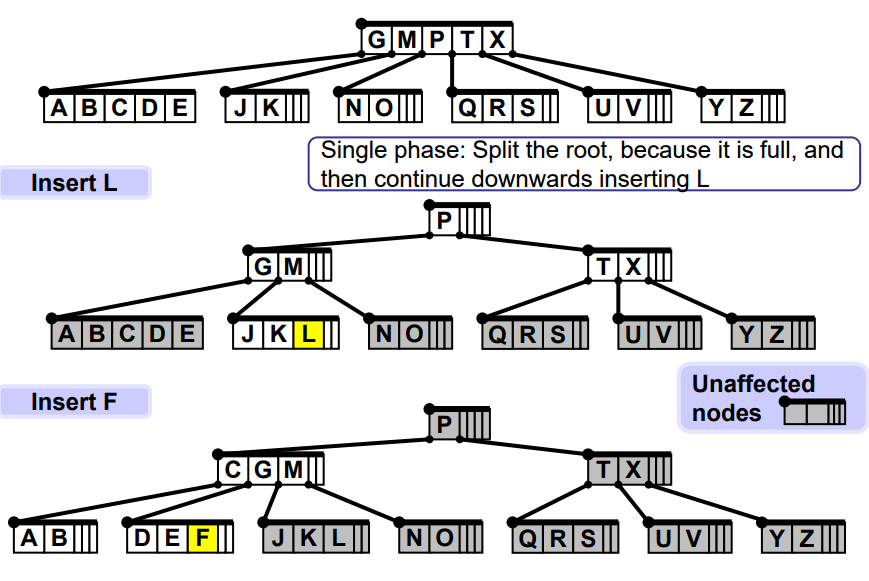 G M P T X
A B C D E J K N O Q R S U V Y Z
Single phase: Split the root, because it is full, and
then continue downwards inserting L
Insert L
P
G M T X
A B C D E J K L N O Q R S U V Y Z
Unaffected
nodes
Insert F
P
C G M T X
A B D E F J K L N O Q R S U V Y Z